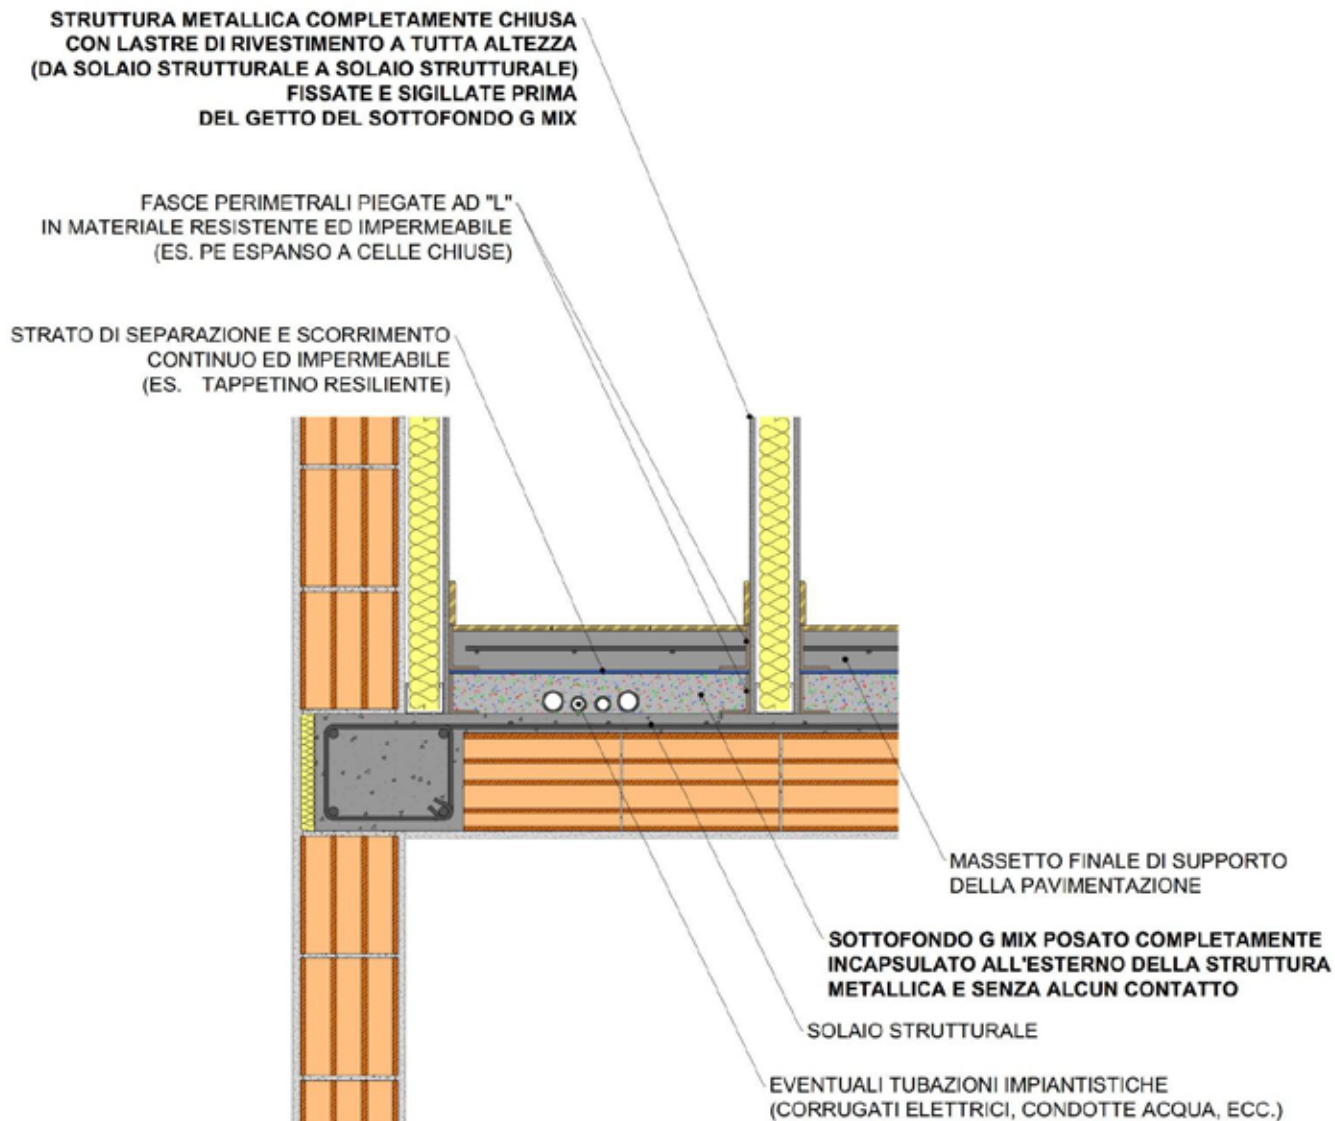 STRUTTURA METALLICA COMPLETAMENTE CHIUSA
CON LASTRE DI RIVESTIMENTO A TUTTA ALTEZZA
(DA SOLAIO STRUTTURALE A SOLAIO STRUTTURALE)
FISSATE E SIGILLATE PRIMA
DEL GETTO DEL SOTTOFONDO G MIX
FASCE PERIMETRALI PIEGATE AD "L"
IN MATERIALE RESISTENTE ED IMPERMEABILE
(ES. PE ESPANSO A CELLE CHIUSE)
STRATO DI SEPARAZIONE E SCORRIMENTO
CONTINUO ED IMPERMEABILE
(ES. TAPPETINO RESILIENTE)
MASSETTO FINALE DI SUPPORTO
DELLA PAVIMENTAZIONE
SOTTOFONDO G MIX POSATO COMPLETAMENTE
INCAPSULATO ALL'ESTERNO DELLA STRUTTURA
METALLICA E SENZA ALCUN CONTATTO
SOLAIO STRUTTURALE
EVENTUALI TUBAZIONI IMPIANTISTICHE
(CORRUGATI ELETTRICI, CONDOTTE ACQUA, ECC.)